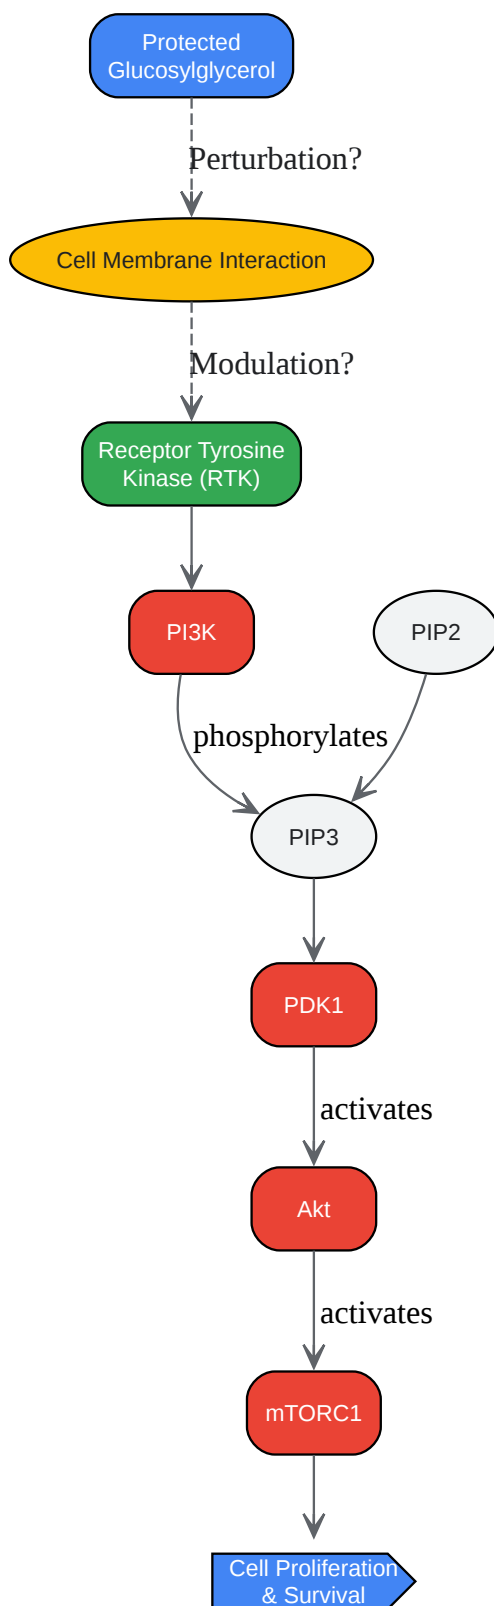 Protected
Glucosylglycerol
Perturbation?
Cell Membrane Interaction
Modulation?
Receptor Tyrosine
Kinase (RTK)
PI3K
PIP2
phosphorylates
PIP3
PDK1
activates
Akt
activates
mTORC1
Cell Proliferation
& Survival